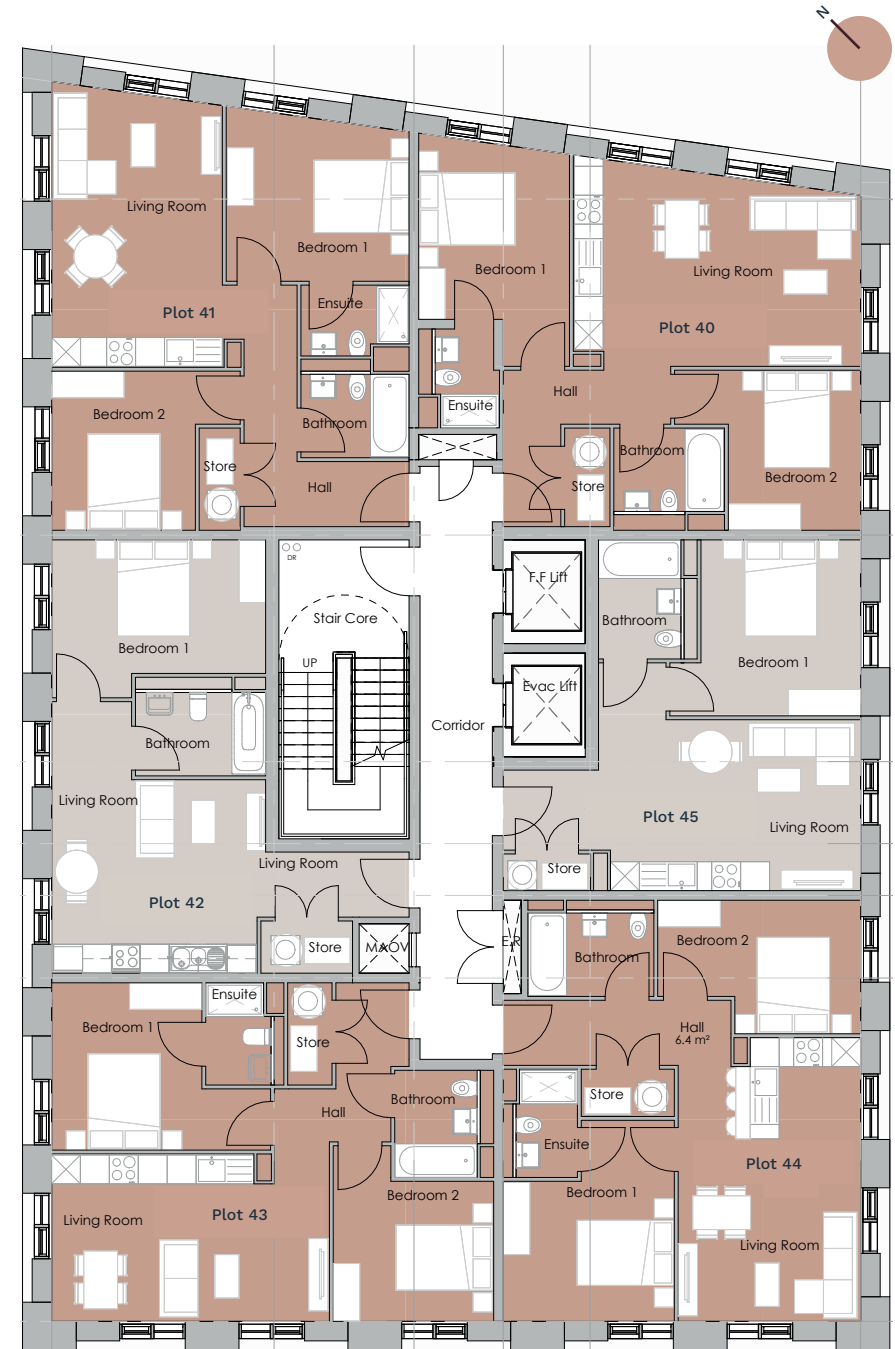 N
Living Room
Bedroom 1
Plot 41
Ensuite
Bedroom 2
Bathroom
Store
Hall
Bedroom 1
Living Room
Plot 40
Hall
Ensuite
Bathroom
Store
Bedroom 2
Bedroom 1
Bathroom
Living Room
Living Room
Plot 42
Store
MAOV
DR
Stair Core
UP
Corridor
F.F Lift
Evac Lift
Bathroom
Bedroom 1
Plot 45
Living Room
Store
E.R
Bathroom
Bedroom 2
Hall
6.4 m²
Store
Ensuite
Bedroom 1
Plot 44
Living Room
Ensuite
Bedroom 1
Store
Hall
Bathroom
Bedroom 2
Living Room
Plot 43